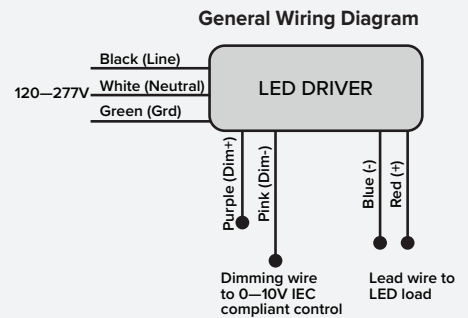 General Wiring Diagram
Black (Line)
120—277V White (Neutral)
Green (Grd)
LED DRIVER
Purple (Dim+)
Pink (Dim-)
Blue (-)
Red (+)
Dimming wire
to 0—10V IEC
compliant control
Lead wire to
LED load